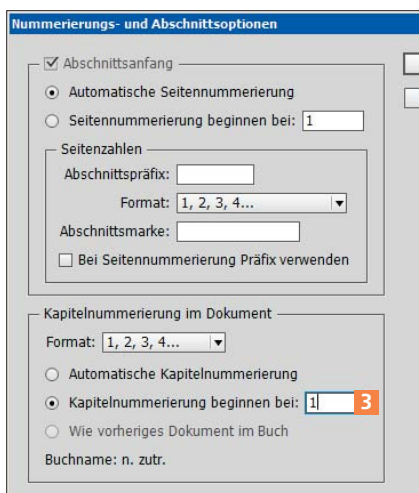 Nummerierungs- und Abschnittsoptionen
Abschnittsanfang
Automatische Seitennummerierung
Seitennummerierung beginnen bei: 1
Seitenzahlen
Abschnittspräfix:
Format: 1, 2, 3, 4...
Abschnittsmarke:
Bei Seitennummerierung Präfix verwenden
Kapitelnummerierung im Dokument
Format: 1, 2, 3, 4...
Automatische Kapitelnummerierung
Kapitelnummerierung beginnen bei: 1 3
Wie vorheriges Dokument im Buch
Buchname: n. zutr.